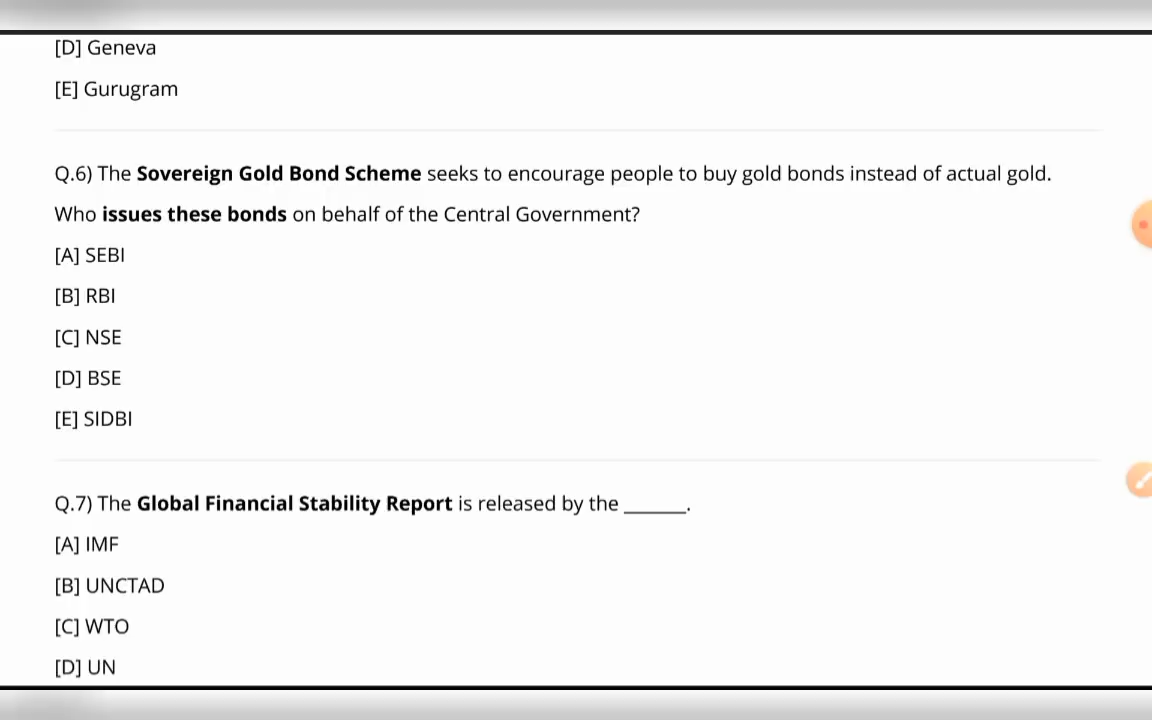 [D] Geneva
[E] Gurugram
Q.6) The Sovereign Gold Bond Scheme seeks to encourage people to buy gold bonds instead of actual gold.
Who issues these bonds on behalf of the Central Government?
[A] SEBI
[B] RBI
[C] NSE
[D] BSE
[E] SIDBI
Q.7) The Global Financial Stability Report is released by the ______.
[A] IMF
[B] UNCTAD
[C] WTO
[D] UN